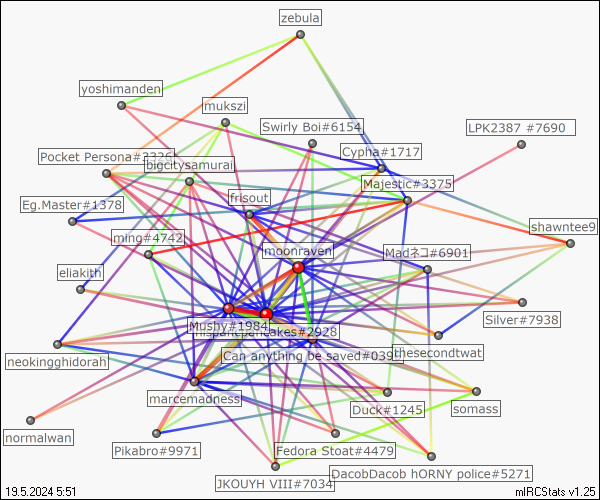 zebula
yoshimanden
mukszi
Swirly Boi#6154
LPK2387 #7690
Cypha#1717
Pocket Persona#3326
bigcitysamurai
Majestic#3375
Eg.Master#1378
frisout
shawntee9
ming#4742
moonraven
Madネコ#6901
eliakith
Silver#7938
Mushy#1984
cakes#2928
Can anything be saved#039
thesecondtwat
neokingghidorah
marcemadness
Duck#1245
somass
normalwan
Pikabro#9971
Fedora Stoat#4479
DacobDacob hORNY police#5271
JKOUYH VIII#7034
19.5.2024 5:51
mIRCStats v1.25